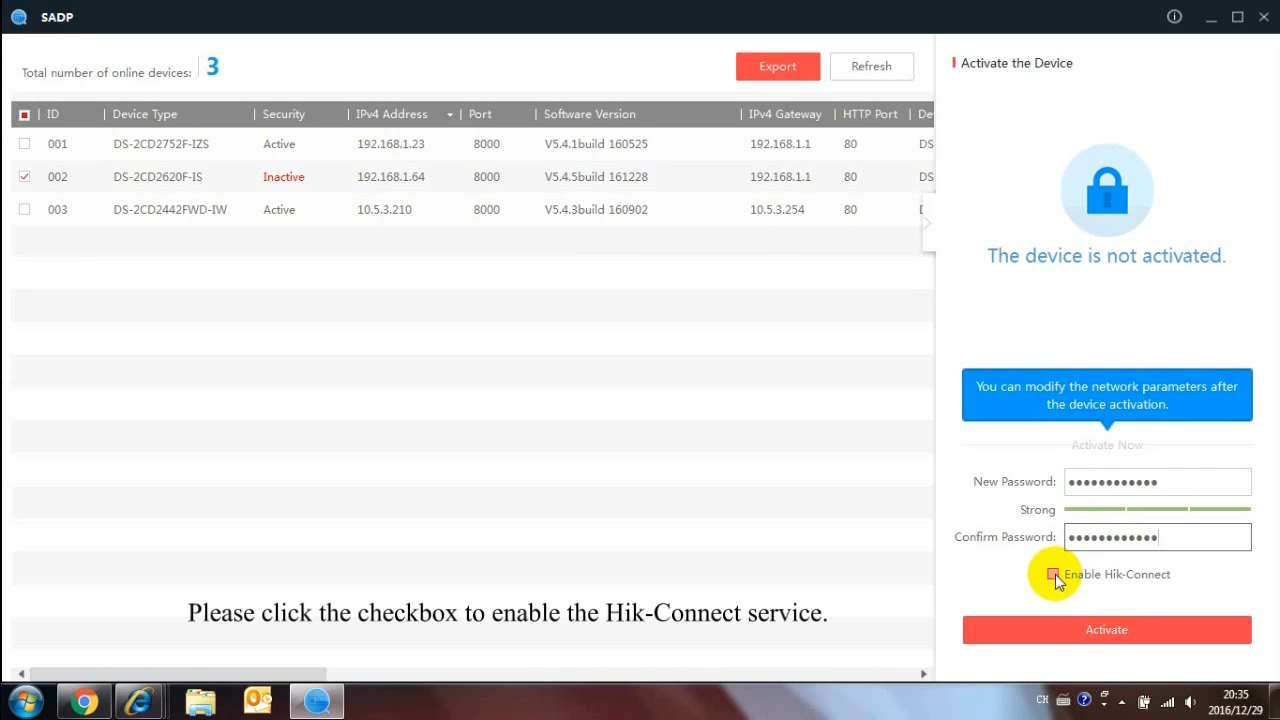 SADP
Total number of online devices: 3
Export
Refresh
ID Device Type Security IPv4 Address Port Software Version IPv4 Gateway HTTP Port De
001 DS-2CD2752F-IZS Active 192.168.1.23 8000 V5.4.1build 160525 192.168.1.1 80 DS
002 DS-2CD2620F-IS Inactive 192.168.1.64 8000 V5.4.5build 161228 192.168.1.1 80 DS
003 DS-2CD2442FWD-IW Active 10.5.3.210 8000 V5.4.3build 160902 10.5.3.254 80
Activate the Device
The device is not activated.
You can modify the network parameters after
the device activation.
Activate Now
New Password: ●●●●●●●●●●●●
Strong
Confirm Password: ●●●●●●●●●●●●
Enable Hik-Connect
Activate
Please click the checkbox to enable the Hik-Connect service.
CH
20:35
2016/12/29